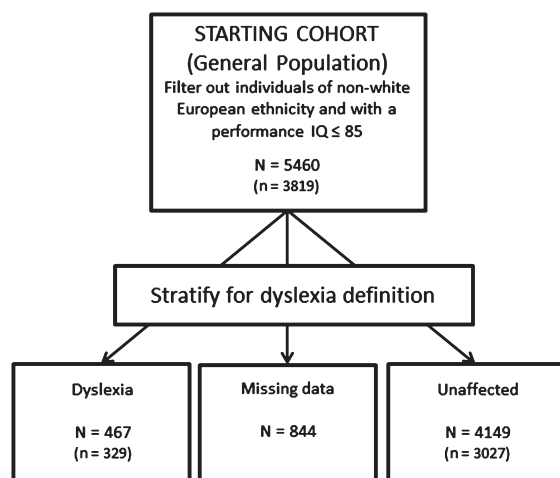 STARTING COHORT
(General Population)
Filter out individuals of non-white
European ethnicity and with a
performance IQ ≤ 85
N = 5460
(n = 3819)
Stratify for dyslexia definition
Dyslexia
N = 467
(n = 329)
Missing data
N = 844
Unaffected
N = 4149
(n = 3027)